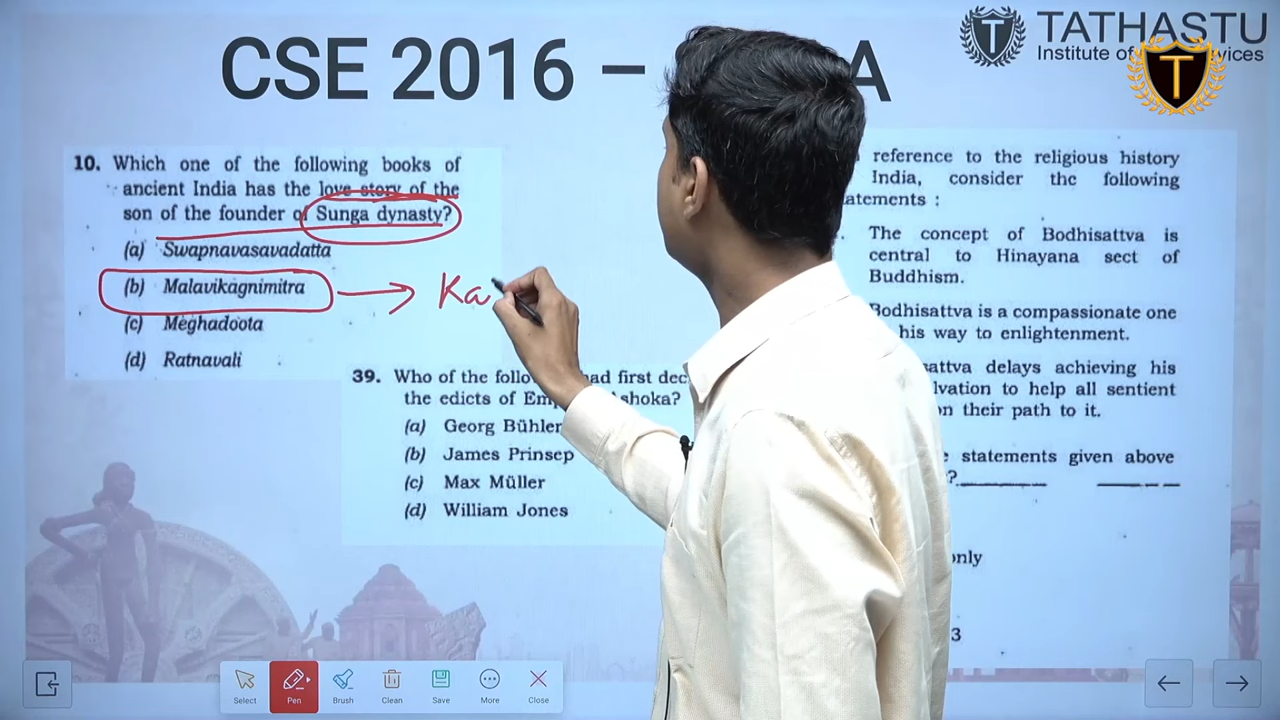 CSE 2016 – A
TATHASTU
Institute of vices
T
T
10. Which one of the following books of
ancient India has the love story of the
son of the founder of Sunga dynasty?
(a) Swapnavasavadatta
(b) Malavikagnimitra
(c) Meghadoota
(d) Ratnavali
Ka
39. Who of the follo ad first dec
the edicts of Em Ashoka?
(a) Georg Bühler
(b) James Prinsep
(c) Max Müller
(d) William Jones
reference to the religious history
India, consider the following
atements :
The concept of Bodhisattva is
central to Hinayana sect of
Buddhism.
Bodhisattva is a compassionate one
his way to enlightenment.
attva delays achieving his
lvation to help all sentient
on their path to it.
statements given above
?
only
3
Select
Pen
Brush
Clean
Save
More
Close